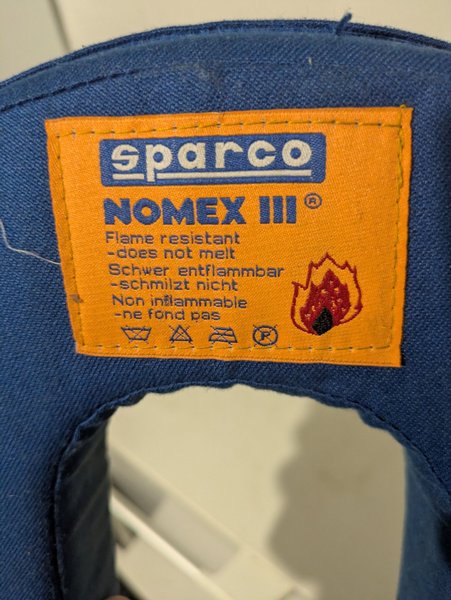 sparco
NOMEX III®
Flame resistant
-does not melt
Schwer entflammbar
-schmilzt nicht
Non inflammable
-ne fond pas
P